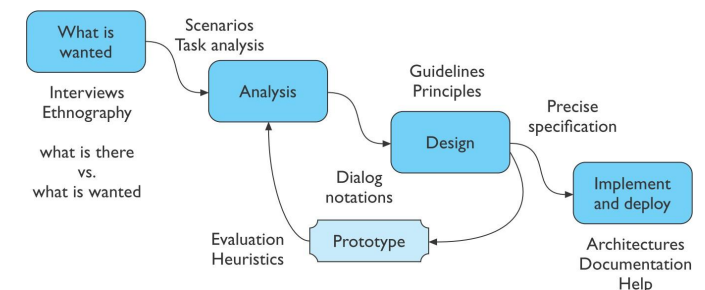 What is
wanted
Scenarios
Task analysis
Interviews
Ethnography
what is there
vs.
what is wanted
Analysis
Guidelines
Principles
Design
Precise
specification
Dialog
notations
Implement
and deploy
Evaluation
Heuristics
Prototype
Architectures
Documentation
Help